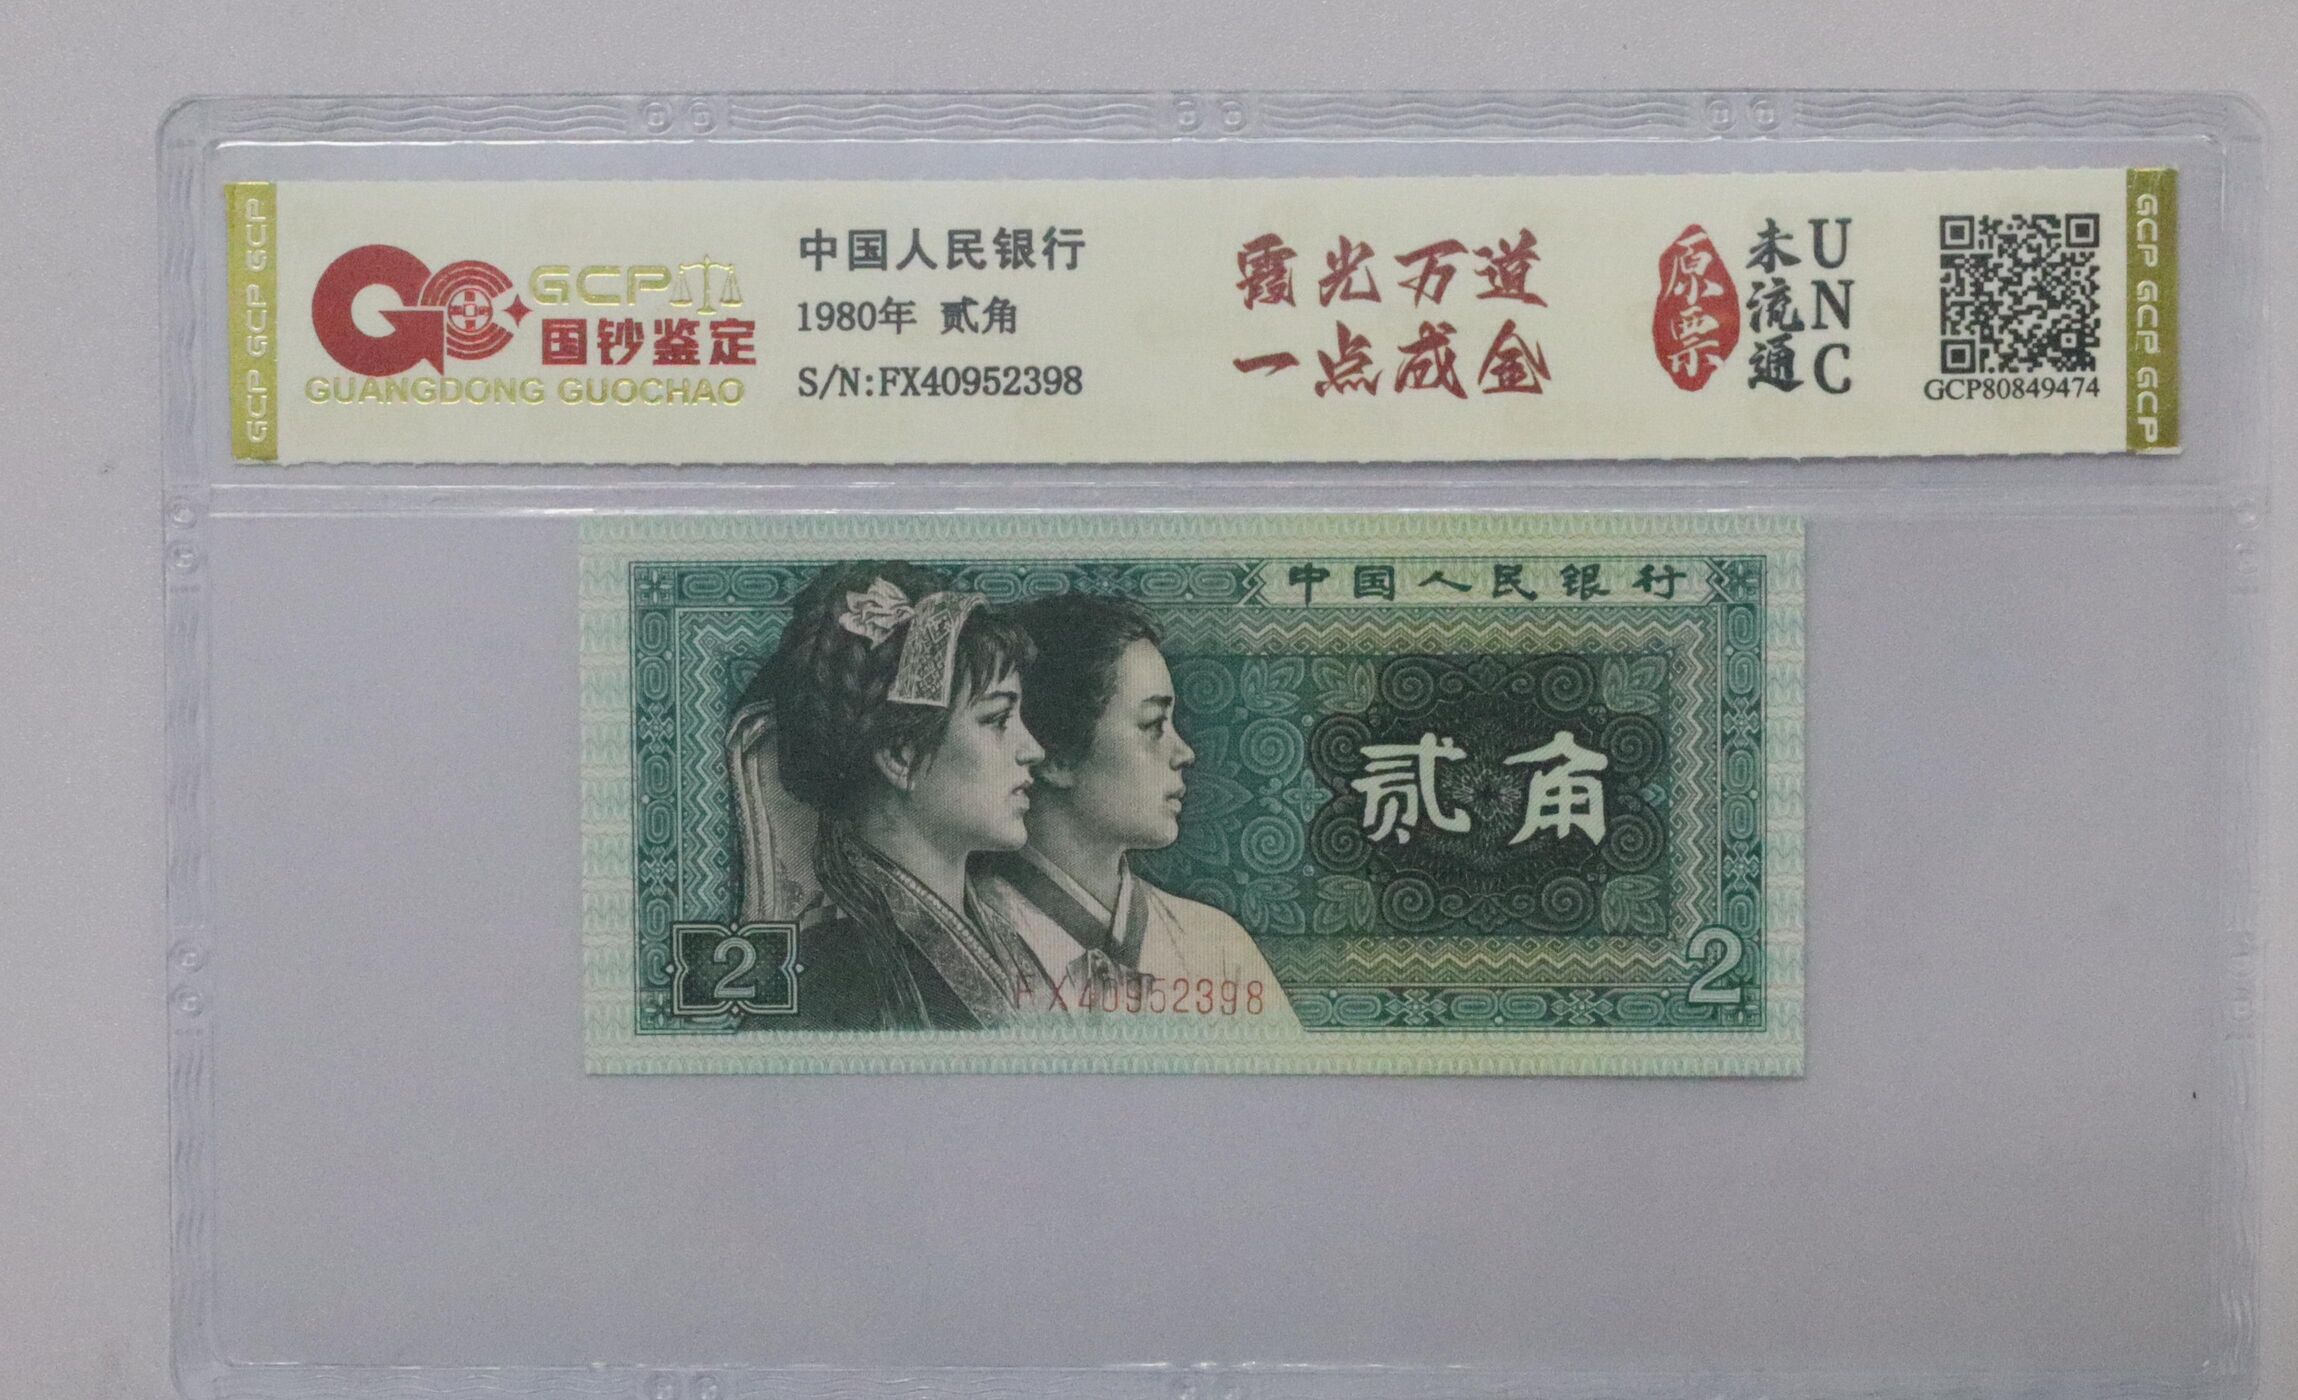 GCP GCP GCP
GCP
国钞鉴定
GUANGDONG GUOCHAO
中国人民银行
1980年 贰角
S/N:FX40952398
霞光万道
一点成金
原票
未流通
UNC
GCP80849474
GCP GCP GCP
中国人民银行
贰角
2
FX40952398
2